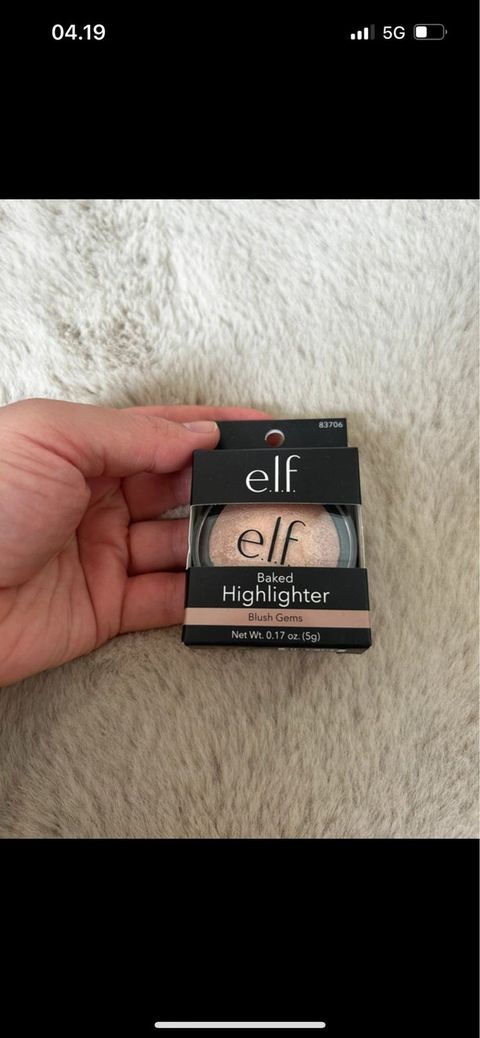 04.19 5G
83706
e.l.f.
e.l.f
Baked
Highlighter
Blush Gems
Net Wt. 0.17 oz. (5g)